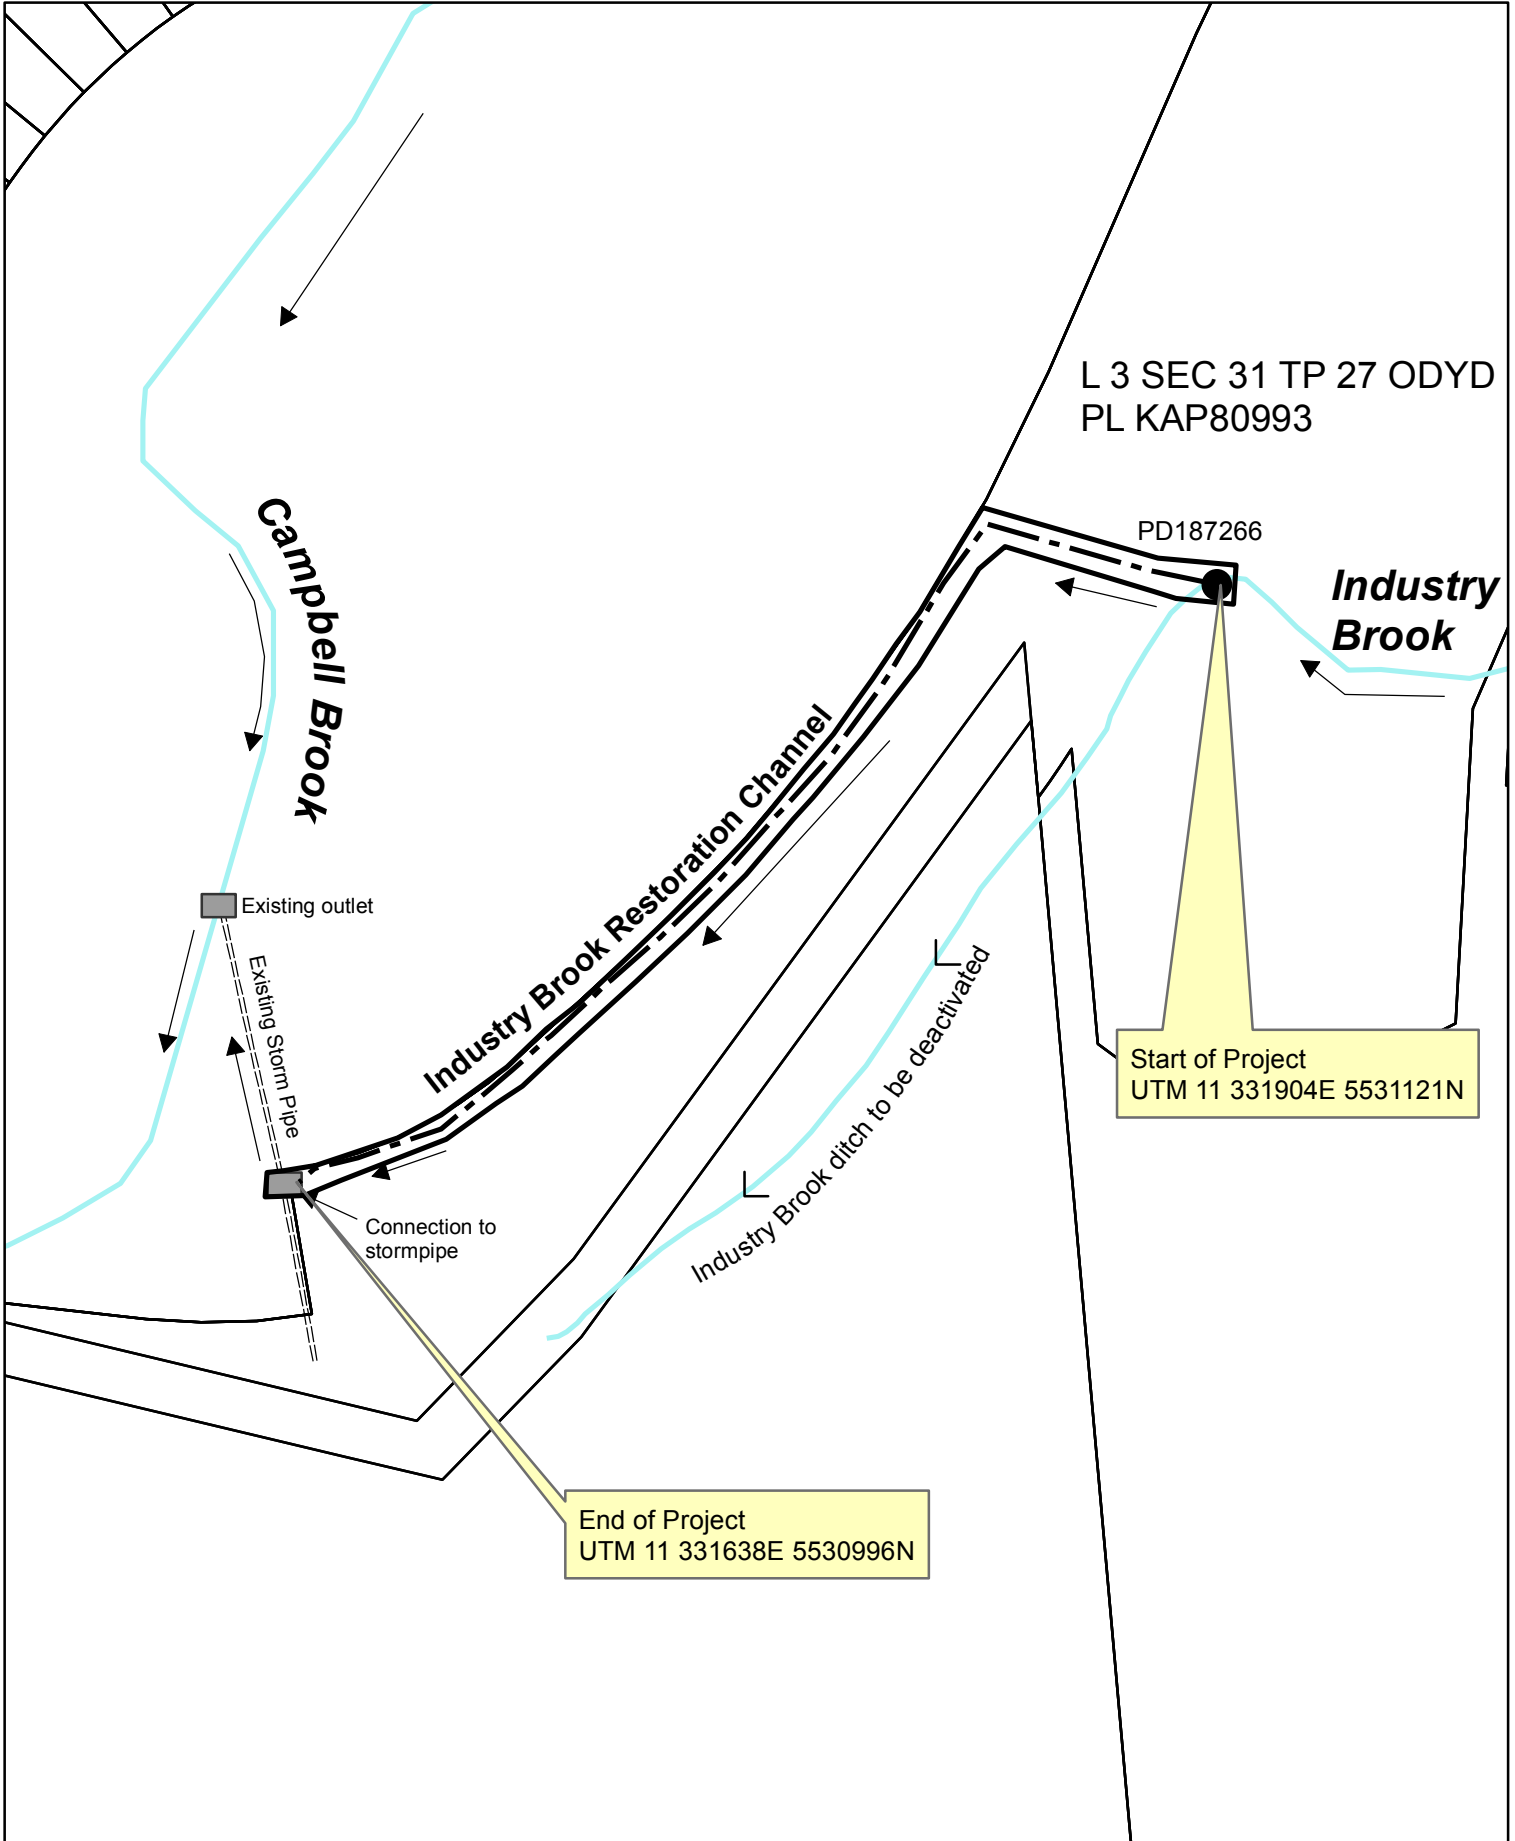 L 3 SEC 31 TP 27 ODYD
PL KAP80993
PD187266
Industry
Brook
Campbell Brook
Industry Brook Restoration Channel
Existing outlet
Existing Storm Pipe
Industry Brook ditch to be deactivated
Start of Project
UTM 11 331904E 5531121N
Connection to
stormpipe
End of Project
UTM 11 331638E 5530996N